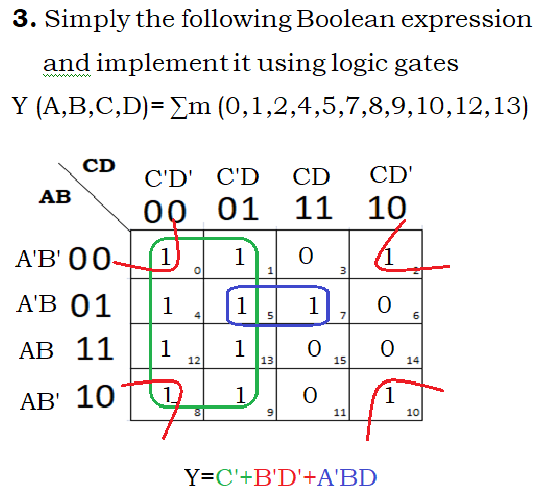 3. Simply the following Boolean expression
and implement it using logic gates
Y (A,B,C,D)= ∑m (0,1,2,4,5,7,8,9,10,12,13)
CD C'D' C'D CD CD'
AB 00 01 11 10
A'B' 00 1 0 1 1 0 3 1 2
A'B 01 1 4 1 5 1 7 0 6
AB 11 1 12 1 13 0 15 0 14
AB' 10 1 8 1 9 0 11 1 10
Y=C'+B'D'+A'BD